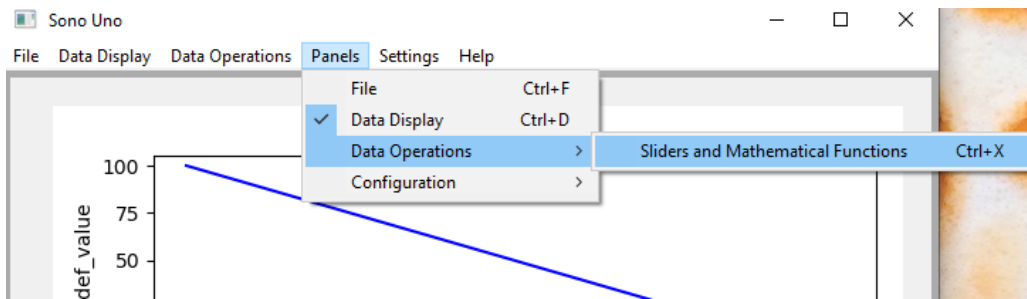 Sono Uno
File Data Display Data Operations Panels Settings Help
File Ctrl+F
Data Display Ctrl+D
Data Operations > Sliders and Mathematical Functions Ctrl+X
Configuration >
100
75
50
def_value